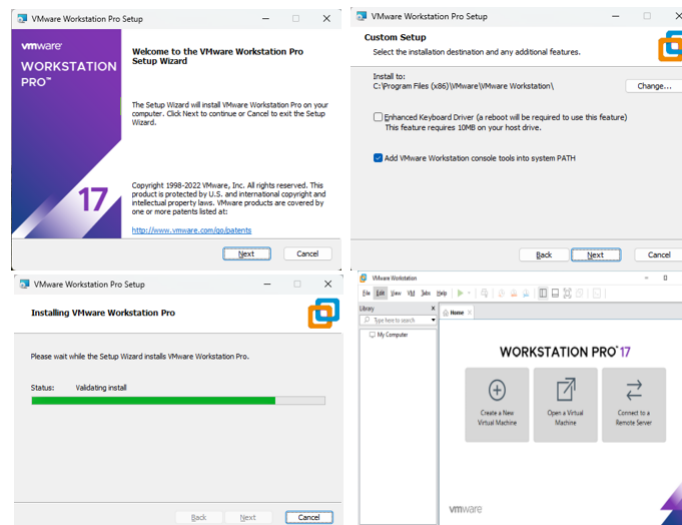 VMware Workstation Pro Setup
vmware
WORKSTATION
PRO™
17
Welcome to the VMware Workstation Pro
Setup Wizard
The Setup Wizard will install VMware Workstation Pro on your
computer. Click Next to continue or Cancel to exit the Setup
Wizard.
Copyright 1998-2022 VMware, Inc. All rights reserved. This
product is protected by U.S. and international copyright and
intellectual property laws. VMware products are covered by
one or more patents listed at:
http://www.vmware.com/go/patents
Next Cancel
VMware Workstation Pro Setup
Custom Setup
Select the installation destination and any additional features.
Install to:
C:\Program Files (x86)\VMware\VMware Workstation\
Change...
Enhanced Keyboard Driver (a reboot will be required to use this feature)
This feature requires 10MB on your host drive.
Add VMware Workstation console tools into system PATH
Back Next Cancel
VMware Workstation Pro Setup
Installing VMware Workstation Pro
Please wait while the Setup Wizard installs VMware Workstation Pro.
Status: Validating install
Back Next Cancel
VMware Workstation
File Edit View VM Tabs Help
Library
Type here to search
My Computer
Home
WORKSTATION PRO™ 17
Create a New
Virtual Machine
Open a Virtual
Machine
Connect to a
Remote Server
vmware